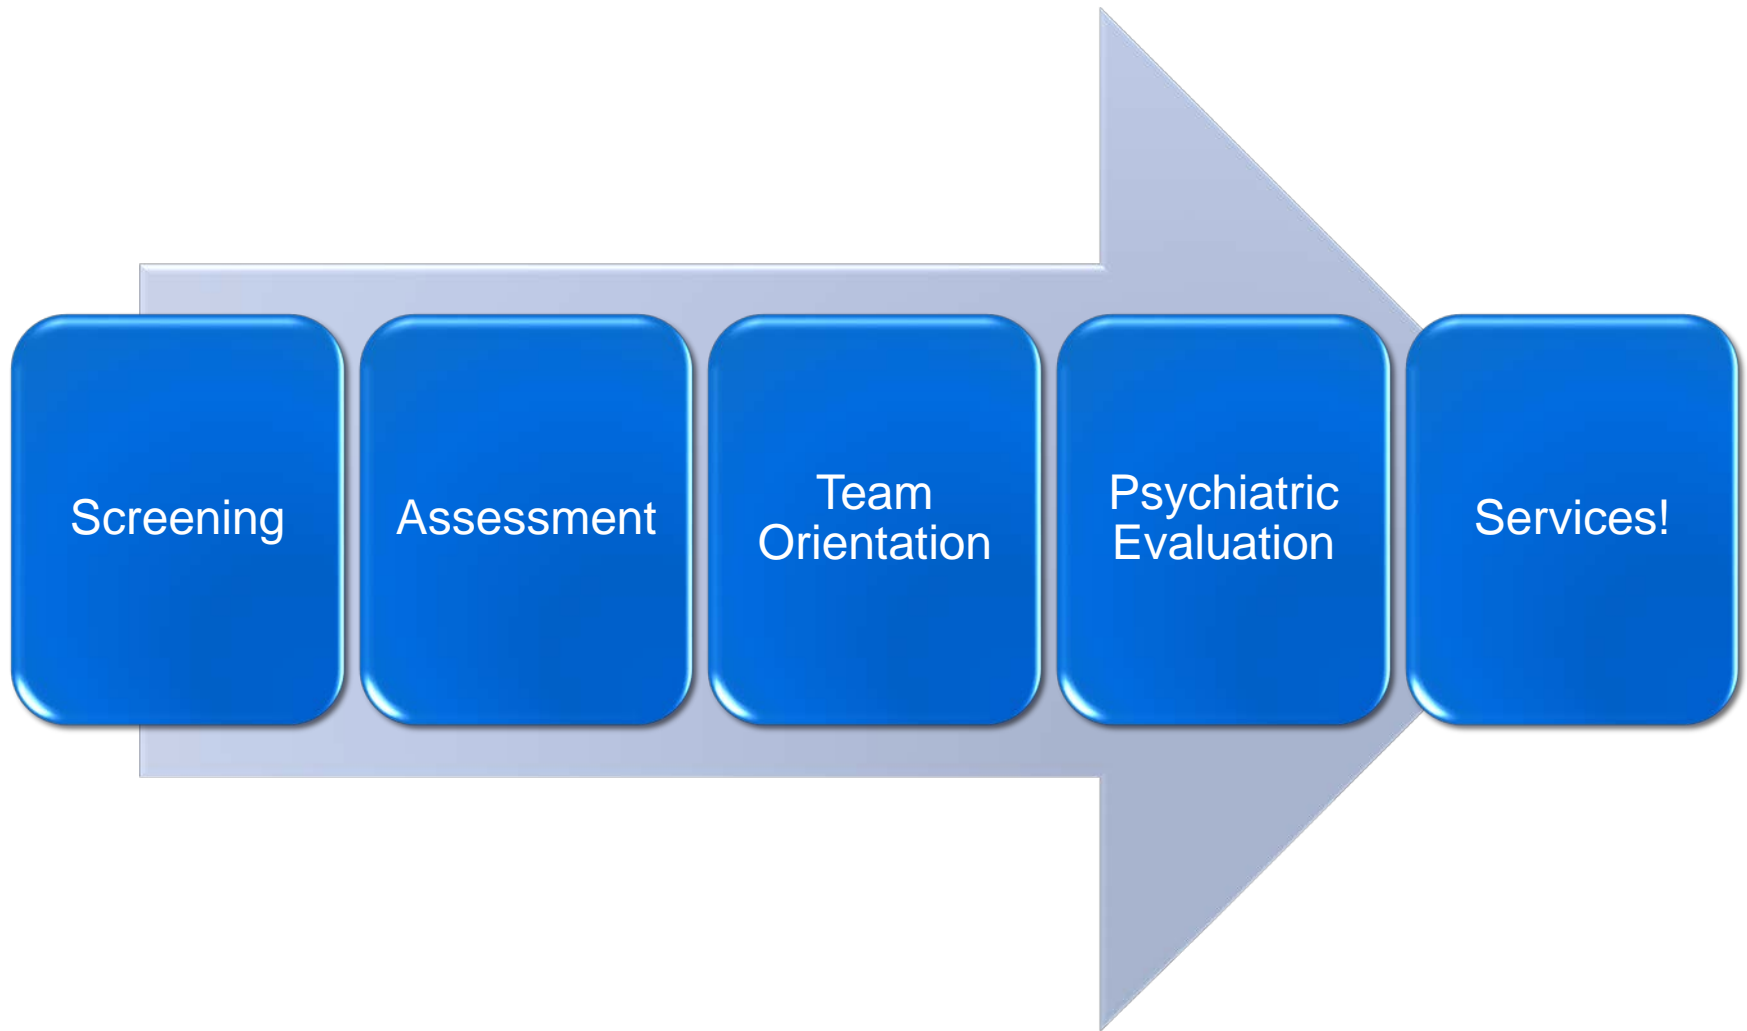 Screening
Assessment
Team
Orientation
Psychiatric
Evaluation
Services!